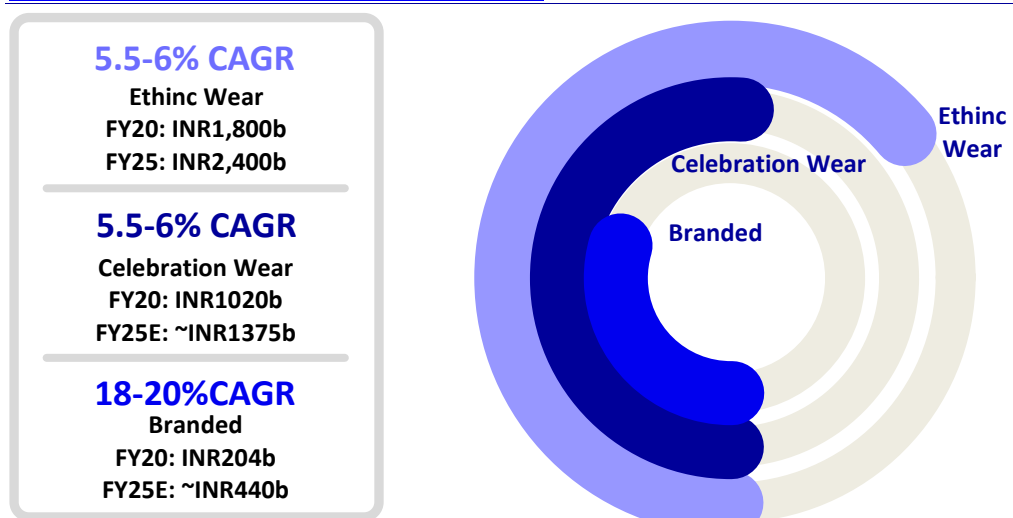 5.5-6% CAGR
Ethinc Wear
FY20: INR1,800b
FY25: INR2,400b
5.5-6% CAGR
Celebration Wear
FY20: INR1020b
FY25E: ~INR1375b
18-20%CAGR
Branded
FY20: INR204b
FY25E: ~INR440b
Ethinc
Wear
Celebration Wear
Branded